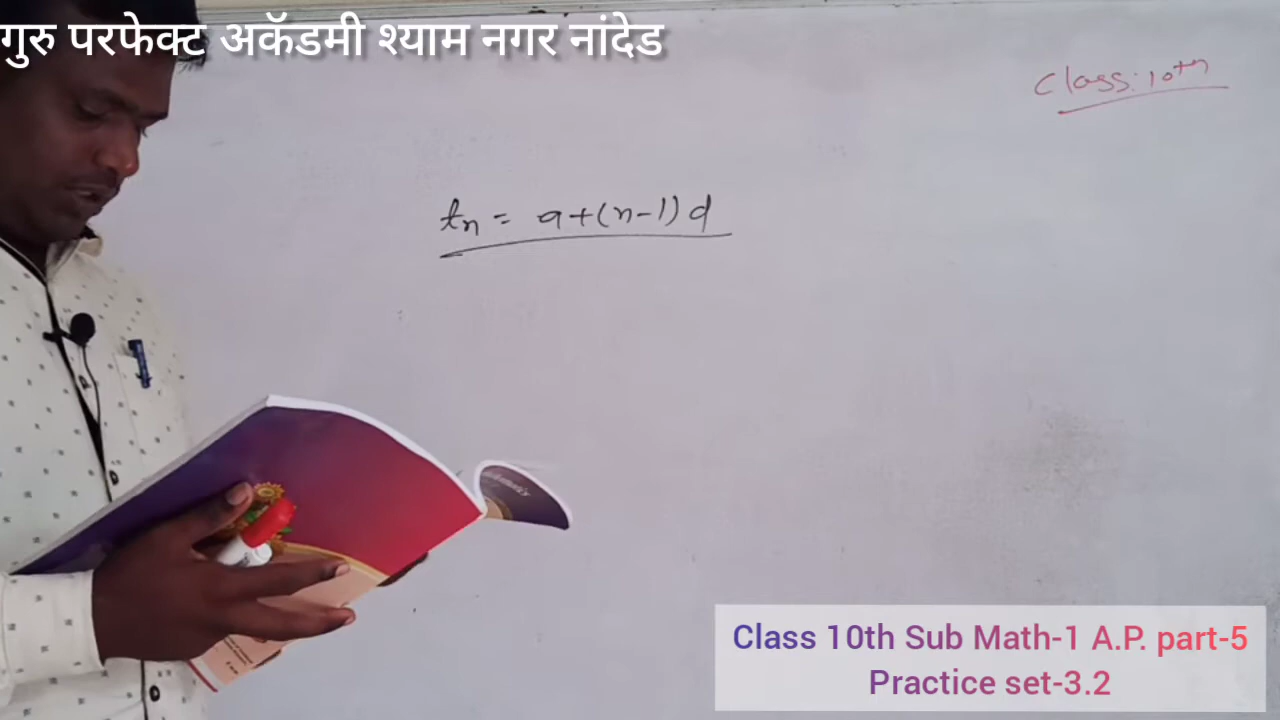 गुरु परफेक्ट अकॅडमी श्याम नगर नांदेड
Class: 10th
tn = a+(n-1)d
Class 10th Sub Math-1 A.P. part-5
Practice set-3.2